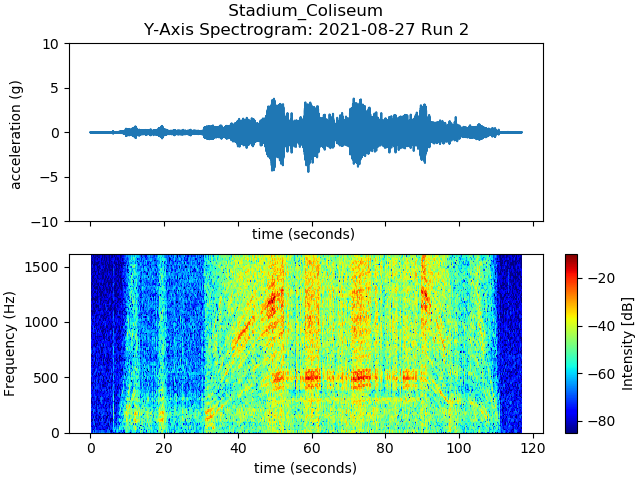 Stadium_Coliseum
Y-Axis Spectrogram: 2021-08-27 Run 2
10
5
0
−5
−10
acceleration (g)
time (seconds)
1500
1000
500
0
Frequency (Hz)
0 20 40 60 80 100 120
time (seconds)
−20
−40
−60
−80
Intensity [dB]